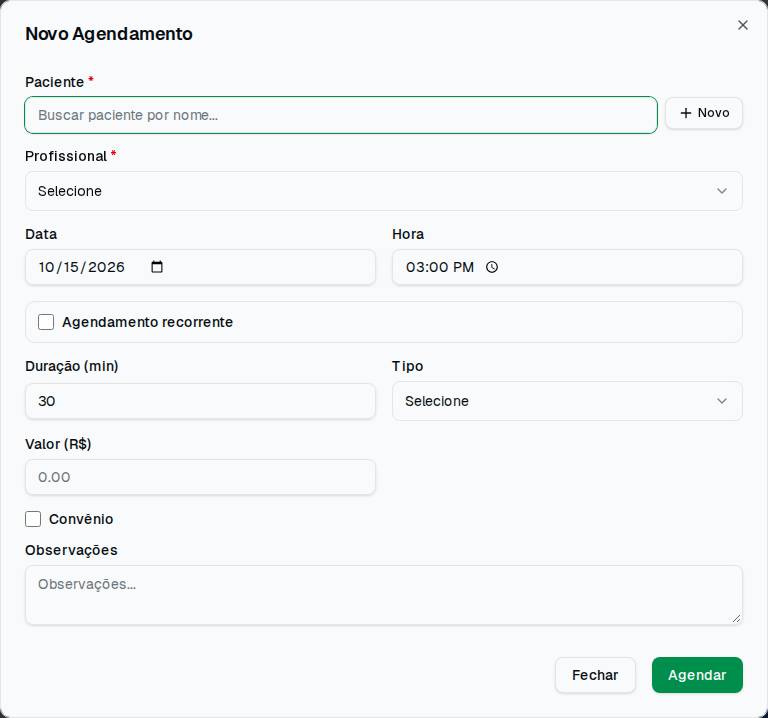 Novo Agendamento
Paciente *
Buscar paciente por nome...
Novo
Profissional *
Selecione
Data
Hora
10/15/2026
03:00 PM
Agendamento recorrente
Duração (min)
Tipo
30
Selecione
Valor (R$)
0.00
Convênio
Observações
Observações...
Fechar
Agendar